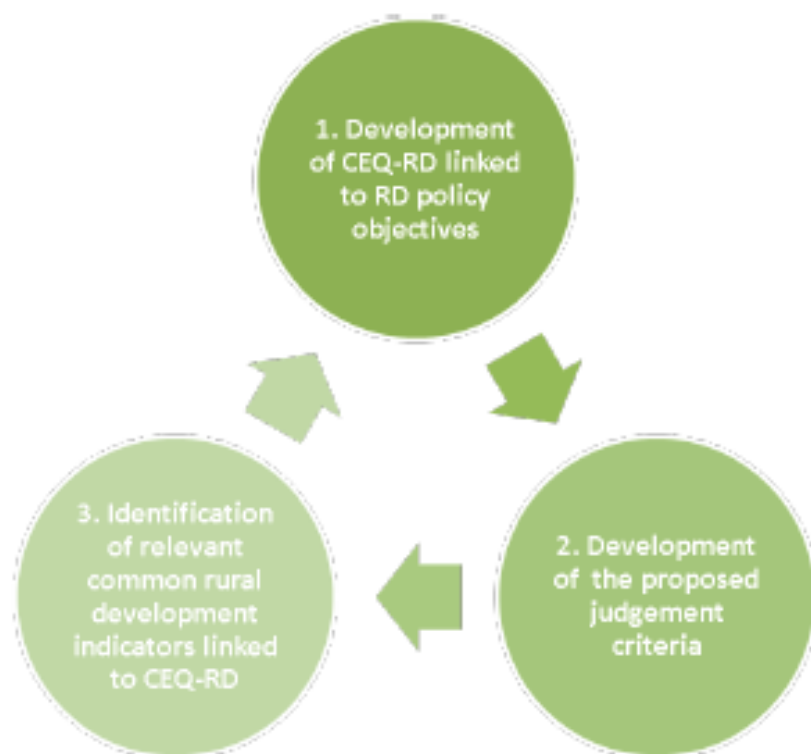 1. Development
of CEQ-RD linked
to RD policy
objectives
2. Development
of the proposed
judgement
criteria
3. Identification
of relevant
common rural
development
indicators linked
to CEQ-RD